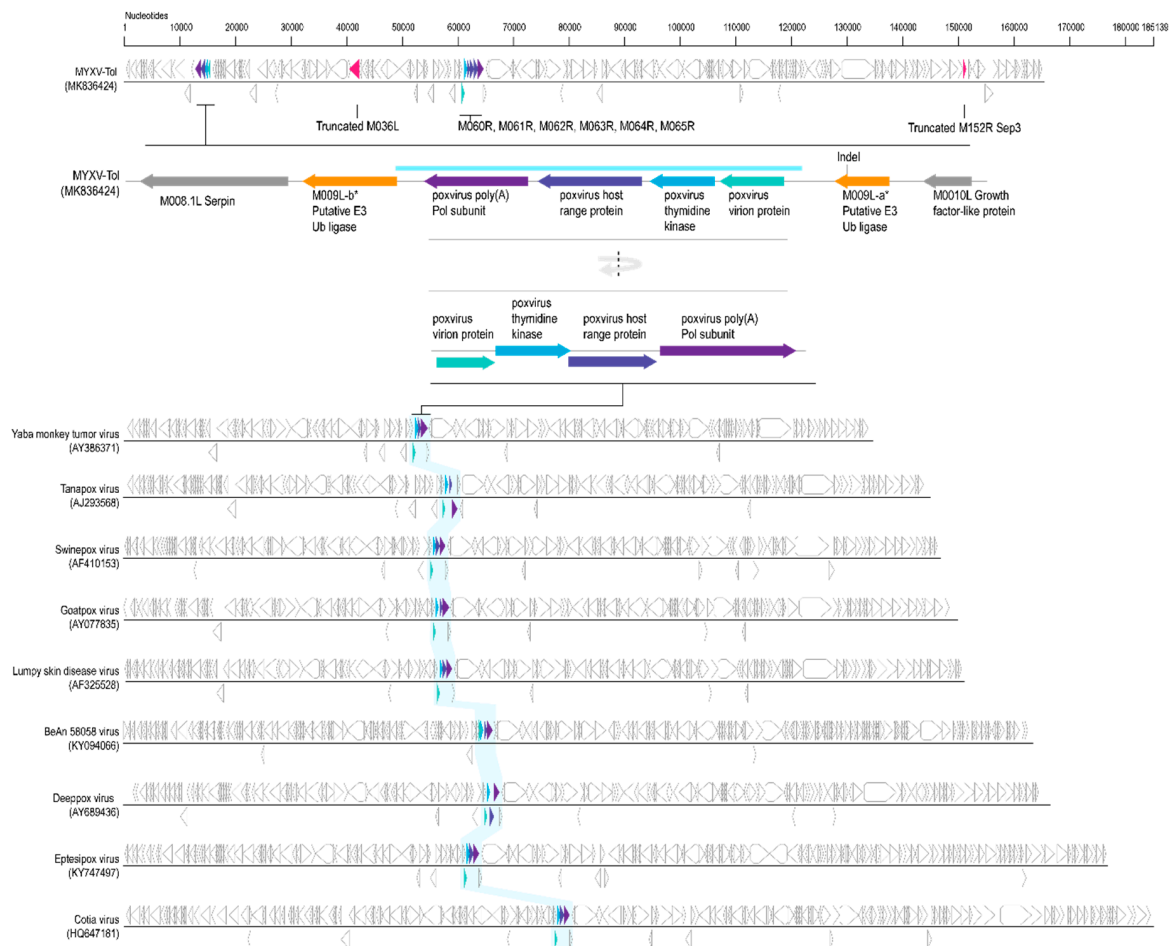 Nucleotides
1 10000 20000 30000 40000 50000 60000 70000 80000 90000 100000 110000 120000 130000 140000 150000 160000 170000 180000 185139
MYXV-Tol
(MK836424)
Truncated M036L
M060R, M061R, M062R, M063R, M064R, M065R
Truncated M152R Sep3
MYXV-Tol
(MK836424)
Indel
M008.1L Serpin
M009L-b*
Putative E3
Ub ligase
poxvirus poly(A)
Pol subunit
poxvirus host
range protein
poxvirus
thymidine
kinase
poxvirus
virion protein
M009L-a*
Putative E3
Ub ligase
M0010L Growth
factor-like protein
poxvirus
virion protein
poxvirus
thymidine
kinase
poxvirus host
range protein
poxvirus poly(A)
Pol subunit
Yaba monkey tumor virus
(AY386371)
Tanapox virus
(AJ293568)
Swinepox virus
(AF410153)
Goatpox virus
(AY077835)
Lumpy skin disease virus
(AF325528)
BeAn 58058 virus
(KY094066)
Deeppox virus
(AY689436)
Eptesipox virus
(KY747497)
Cotia virus
(HQ647181)